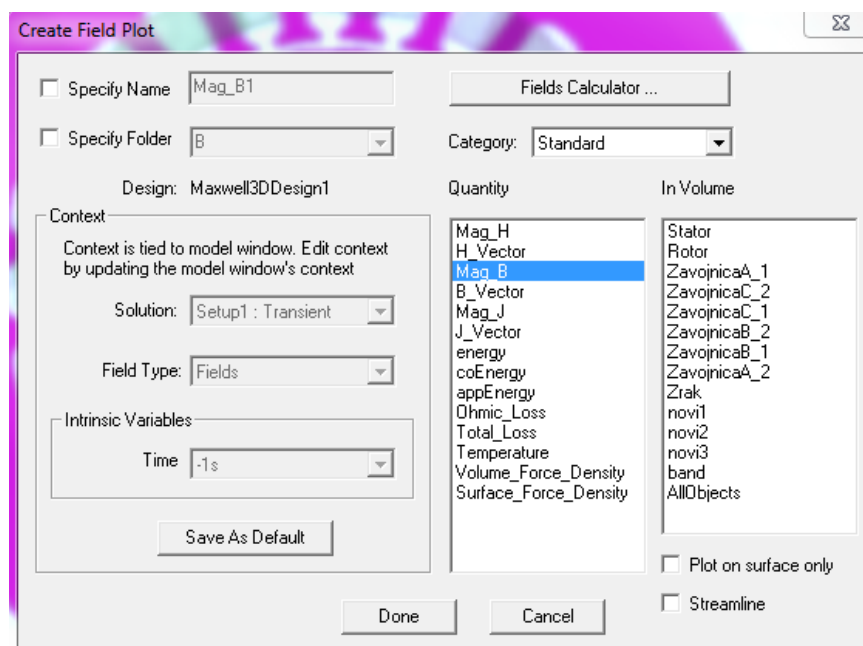 Create Field Plot
Specify Name
Mag_B1
Specify Folder
B
Design: Maxwell3DDesign1
Context
Context is tied to model window. Edit context
by updating the model window's context
Solution: Setup1 : Transient
Field Type: Fields
Intrinsic Variables
Time -1s
Save As Default
Fields Calculator ...
Category: Standard
Quantity
Mag_H
H_Vector
Mag_B
B_Vector
Mag_J
J_Vector
energy
coEnergy
appEnergy
Ohmic_Loss
Total_Loss
Temperature
Volume_Force_Density
Surface_Force_Density
In Volume
Stator
Rotor
ZavojnicaA_1
ZavojnicaC_2
ZavojnicaC_1
ZavojnicaB_2
ZavojnicaB_1
ZavojnicaA_2
Zrak
novi1
novi2
novi3
band
AllObjects
Plot on surface only
Streamline
Done
Cancel